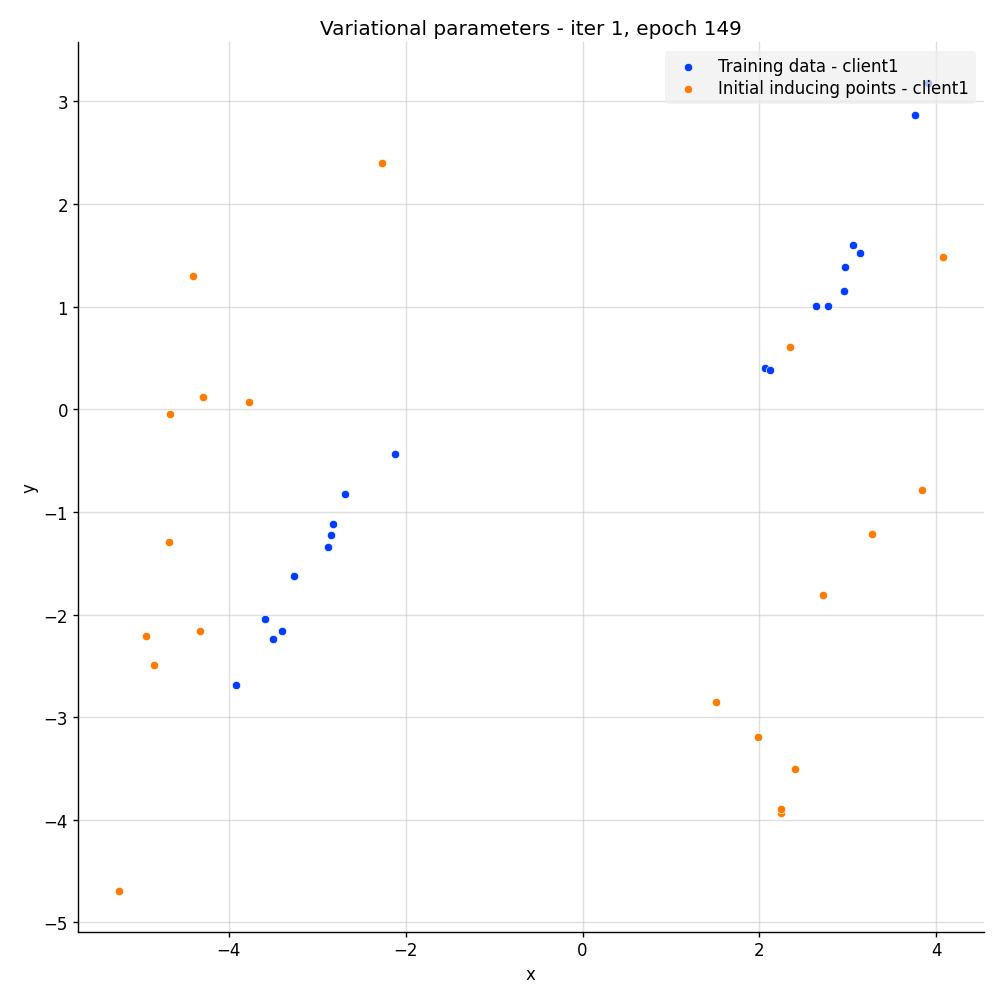 Variational parameters - iter 1, epoch 149
Training data - client1
Initial inducing points - client1
3
2
1
0
−1
−2
−3
−4
−5
y
−4 −2 0 2 4
x